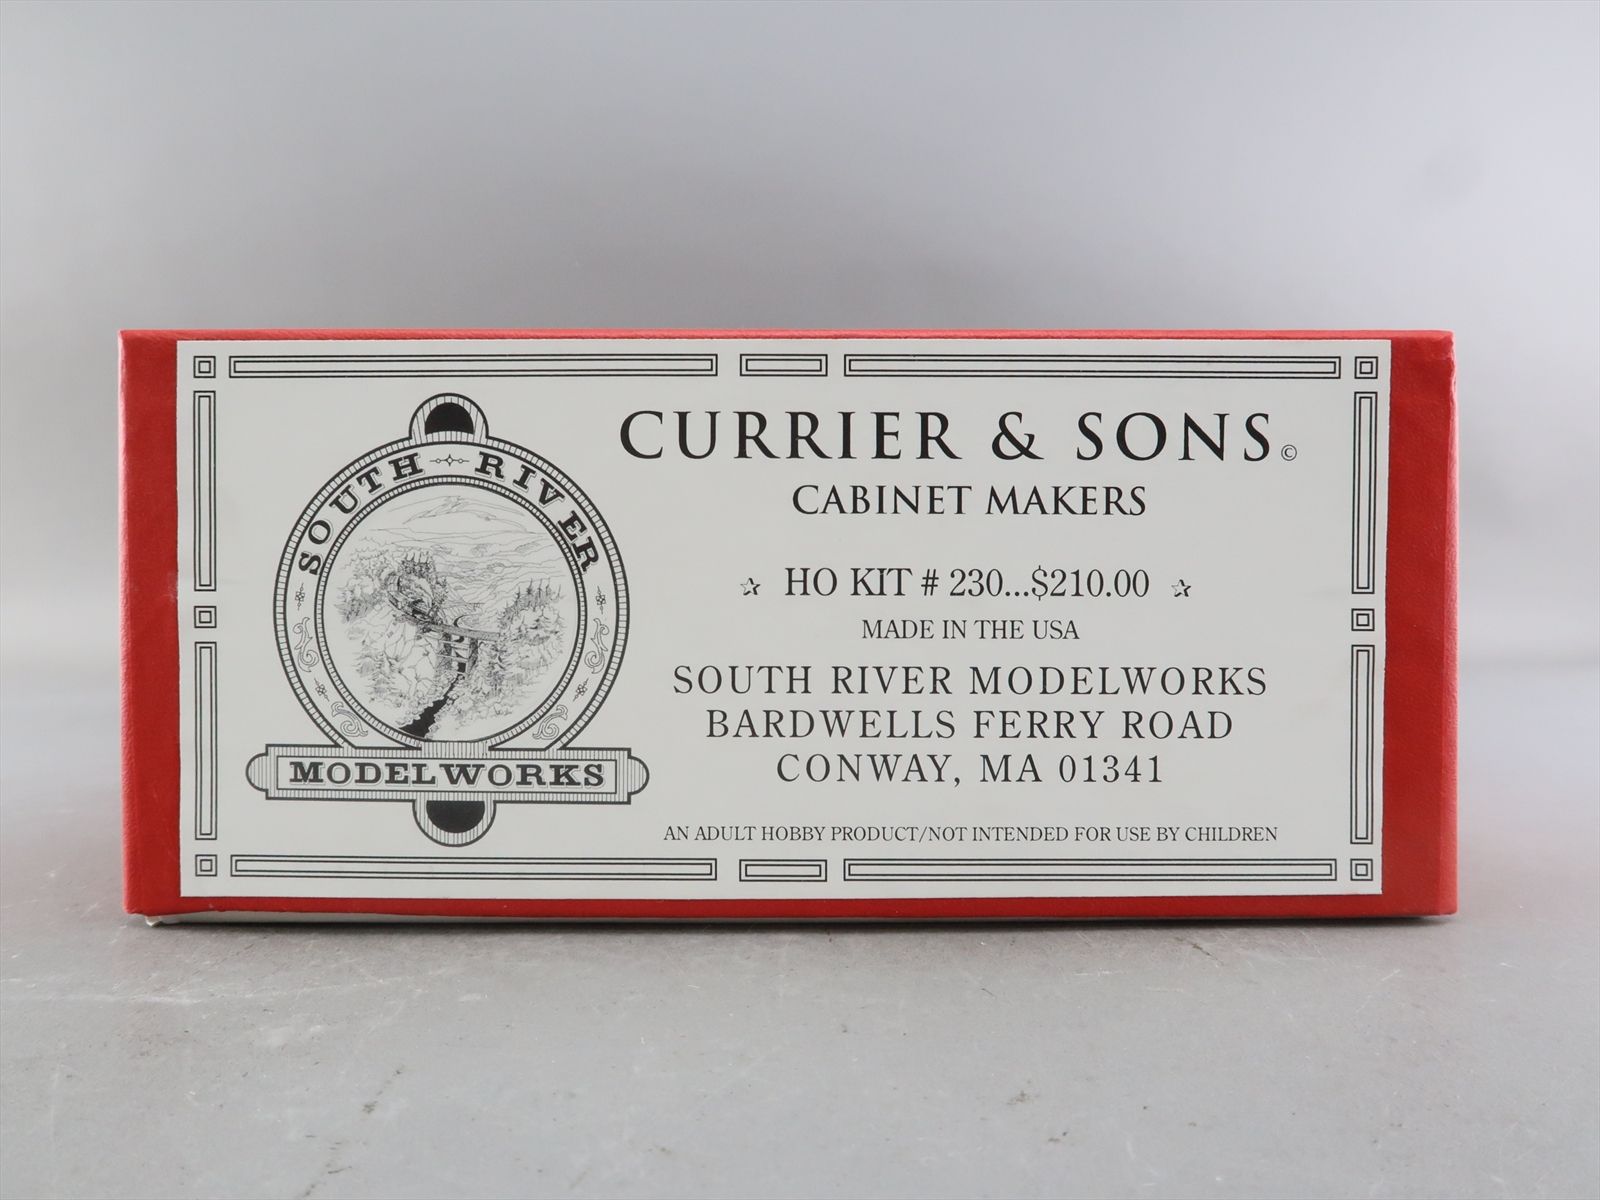 SOUTH RIVER
MODELWORKS
CURRIER & SONS©
CABINET MAKERS
☆ HO KIT # 230...$210.00 ☆
MADE IN THE USA
SOUTH RIVER MODELWORKS
BARDWELLS FERRY ROAD
CONWAY, MA 01341
AN ADULT HOBBY PRODUCT/NOT INTENDED FOR USE BY CHILDREN